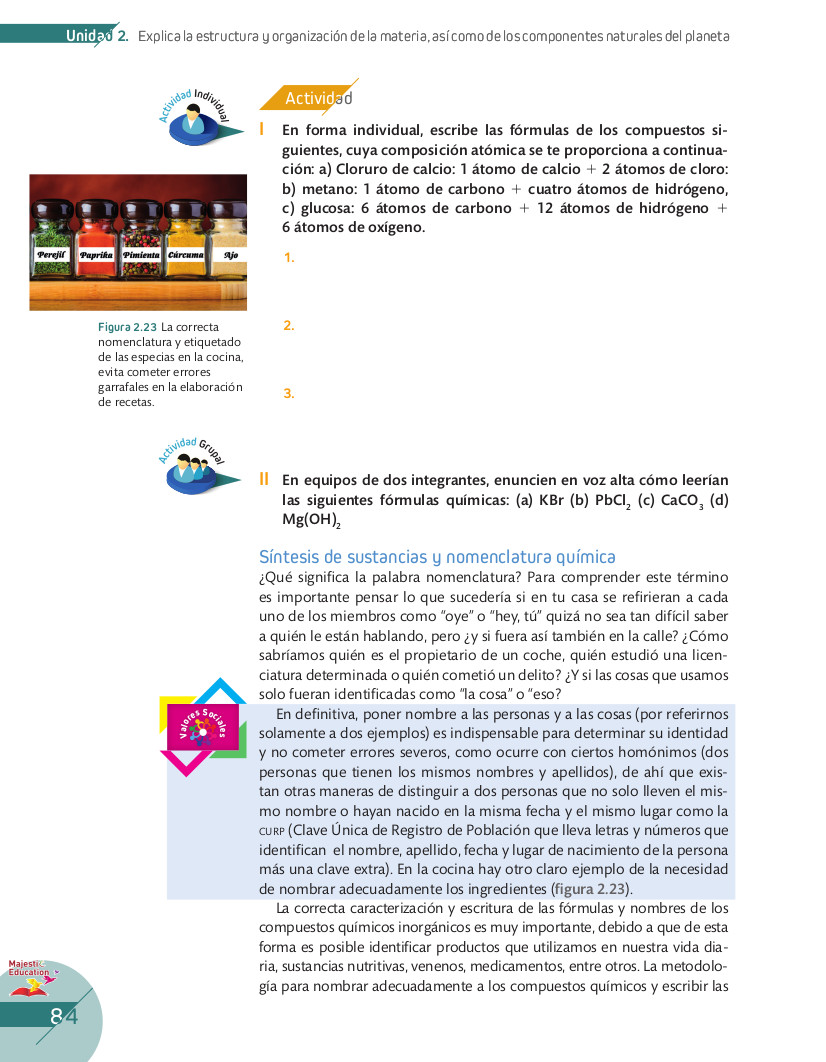 Unidad 2. Explica la estructura y organización de la materia, así como de los componentes naturales del planeta
Actividad Individual
Actividad
I En forma individual, escribe las fórmulas de los compuestos si-
guientes, cuya composición atómica se te proporciona a continua-
ción: a) Cloruro de calcio: 1 átomo de calcio + 2 átomos de cloro:
b) metano: 1 átomo de carbono + cuatro átomos de hidrógeno,
c) glucosa: 6 átomos de carbono + 12 átomos de hidrógeno +
6 átomos de oxígeno.
1.
2.
3.
Perejil Paprika Pimienta Cúrcuma Ajo
Figura 2.23 La correcta
nomenclatura y etiquetado
de las especias en la cocina,
evita cometer errores
garrafales en la elaboración
de recetas.
Actividad Grupal
II En equipos de dos integrantes, enuncien en voz alta cómo leerían
las siguientes fórmulas químicas: (a) KBr (b) PbCl₂ (c) CaCO₃ (d)
Mg(OH)₂
Síntesis de sustancias y nomenclatura química
¿Qué significa la palabra nomenclatura? Para comprender este término
es importante pensar lo que sucedería si en tu casa se refirieran a cada
uno de los miembros como "oye" o "hey, tú" quizá no sea tan difícil saber
a quién le están hablando, pero ¿y si fuera así también en la calle? ¿Cómo
sabríamos quién es el propietario de un coche, quién estudió una licen-
ciatura determinada o quién cometió un delito? ¿Y si las cosas que usamos
solo fueran identificadas como "la cosa" o "eso?
Valores Sociales
En definitiva, poner nombre a las personas y a las cosas (por referirnos
solamente a dos ejemplos) es indispensable para determinar su identidad
y no cometer errores severos, como ocurre con ciertos homónimos (dos
personas que tienen los mismos nombres y apellidos), de ahí que exis-
tan otras maneras de distinguir a dos personas que no solo lleven el mis-
mo nombre o hayan nacido en la misma fecha y el mismo lugar como la
CURP (Clave Única de Registro de Población que lleva letras y números que
identifican el nombre, apellido, fecha y lugar de nacimiento de la persona
más una clave extra). En la cocina hay otro claro ejemplo de la necesidad
de nombrar adecuadamente los ingredientes (figura 2.23).
La correcta caracterización y escritura de las fórmulas y nombres de los
compuestos químicos inorgánicos es muy importante, debido a que de esta
forma es posible identificar productos que utilizamos en nuestra vida dia-
ria, sustancias nutritivas, venenos, medicamentos, entre otros. La metodolo-
gía para nombrar adecuadamente a los compuestos químicos y escribir las
Majestic
Education
84